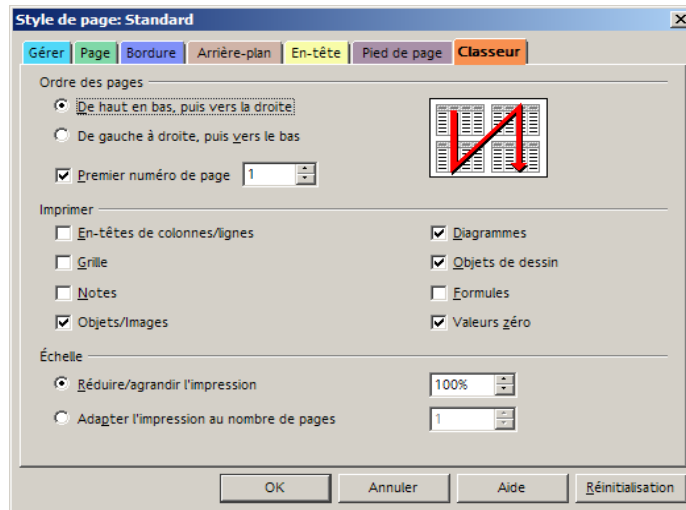 Style de page: Standard
Gérer Page Bordure Arrière-plan En-tête Pied de page Classeur
Ordre des pages
De haut en bas, puis vers la droite
De gauche à droite, puis vers le bas
Premier numéro de page 1
Imprimer
En-têtes de colonnes/lignes Diagrammes
Grille Objets de dessin
Notes Formules
Objets/Images Valeurs zéro
Échelle
Réduire/agrandir l'impression 100%
Adapter l'impression au nombre de pages 1
OK Annuler Aide Réinitialisation